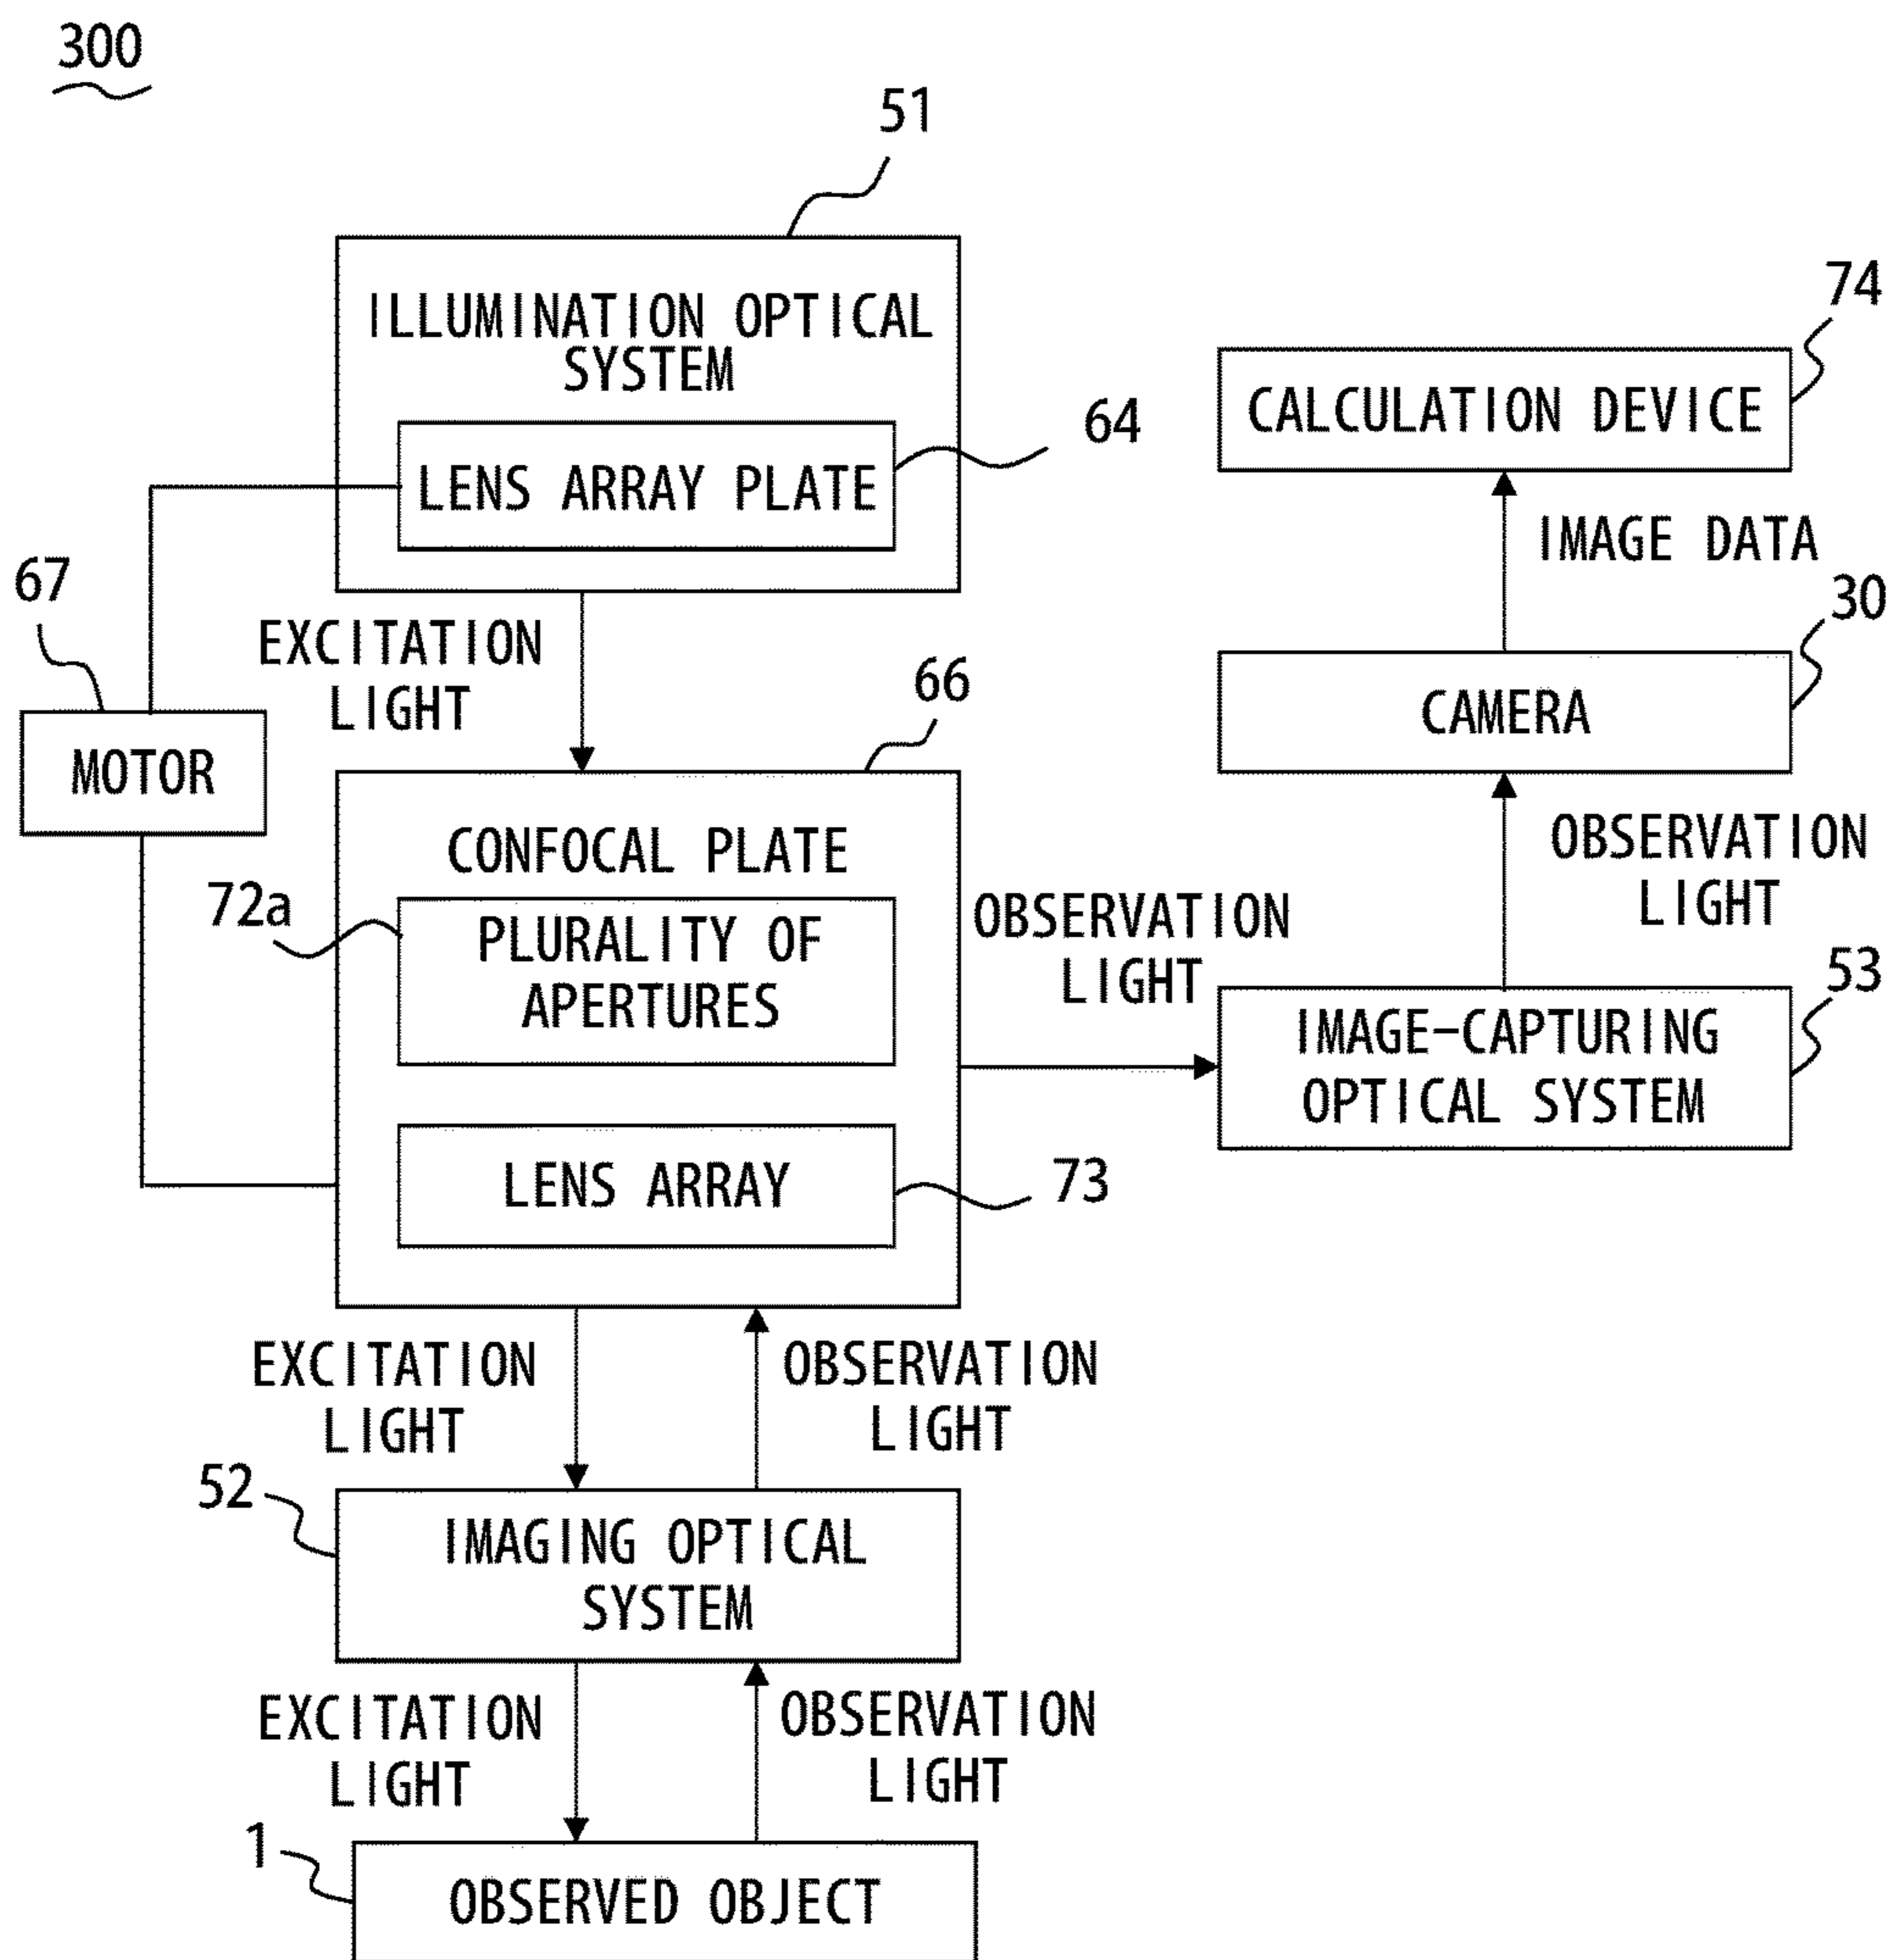 300
51
ILLUMINATION OPTICAL
SYSTEM
64
LENS ARRAY PLATE
67
MOTOR
EXCITATION
LIGHT
66
CONFOCAL PLATE
72a
PLURALITY OF
APERTURES
LENS ARRAY
73
OBSERVATION
LIGHT
74
CALCULATION DEVICE
IMAGE DATA
30
CAMERA
OBSERVATION
LIGHT
53
IMAGE-CAPTURING
OPTICAL SYSTEM
EXCITATION
LIGHT
OBSERVATION
LIGHT
52
IMAGING OPTICAL
SYSTEM
EXCITATION
LIGHT
OBSERVATION
LIGHT
1
OBSERVED OBJECT